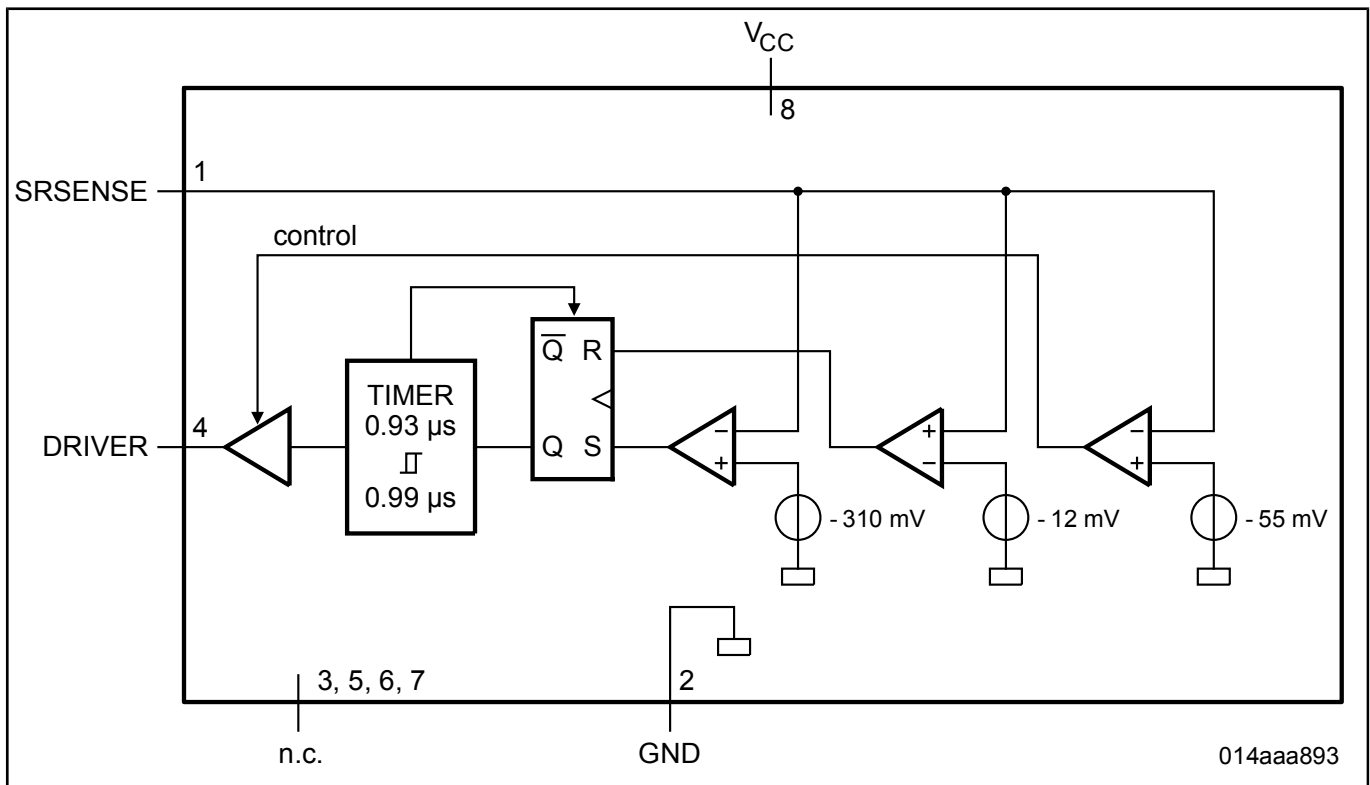 VCC
8
1
SRSENSE
control
Q R
TIMER
0.93 µs
0.99 µs
4
DRIVER
Q S
−
+
+
−
−
+
- 310 mV
- 12 mV
- 55 mV
3, 5, 6, 7
2
n.c.
GND
014aaa893